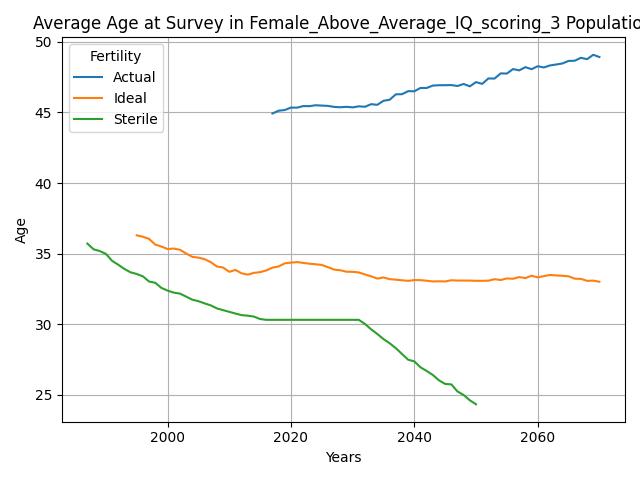 Average Age at Survey in Female_Above_Average_IQ_scoring_3 Populatio
50
45
40
35
30
25
Age
Fertility
Actual
Ideal
Sterile
2000
2020
2040
2060
Years